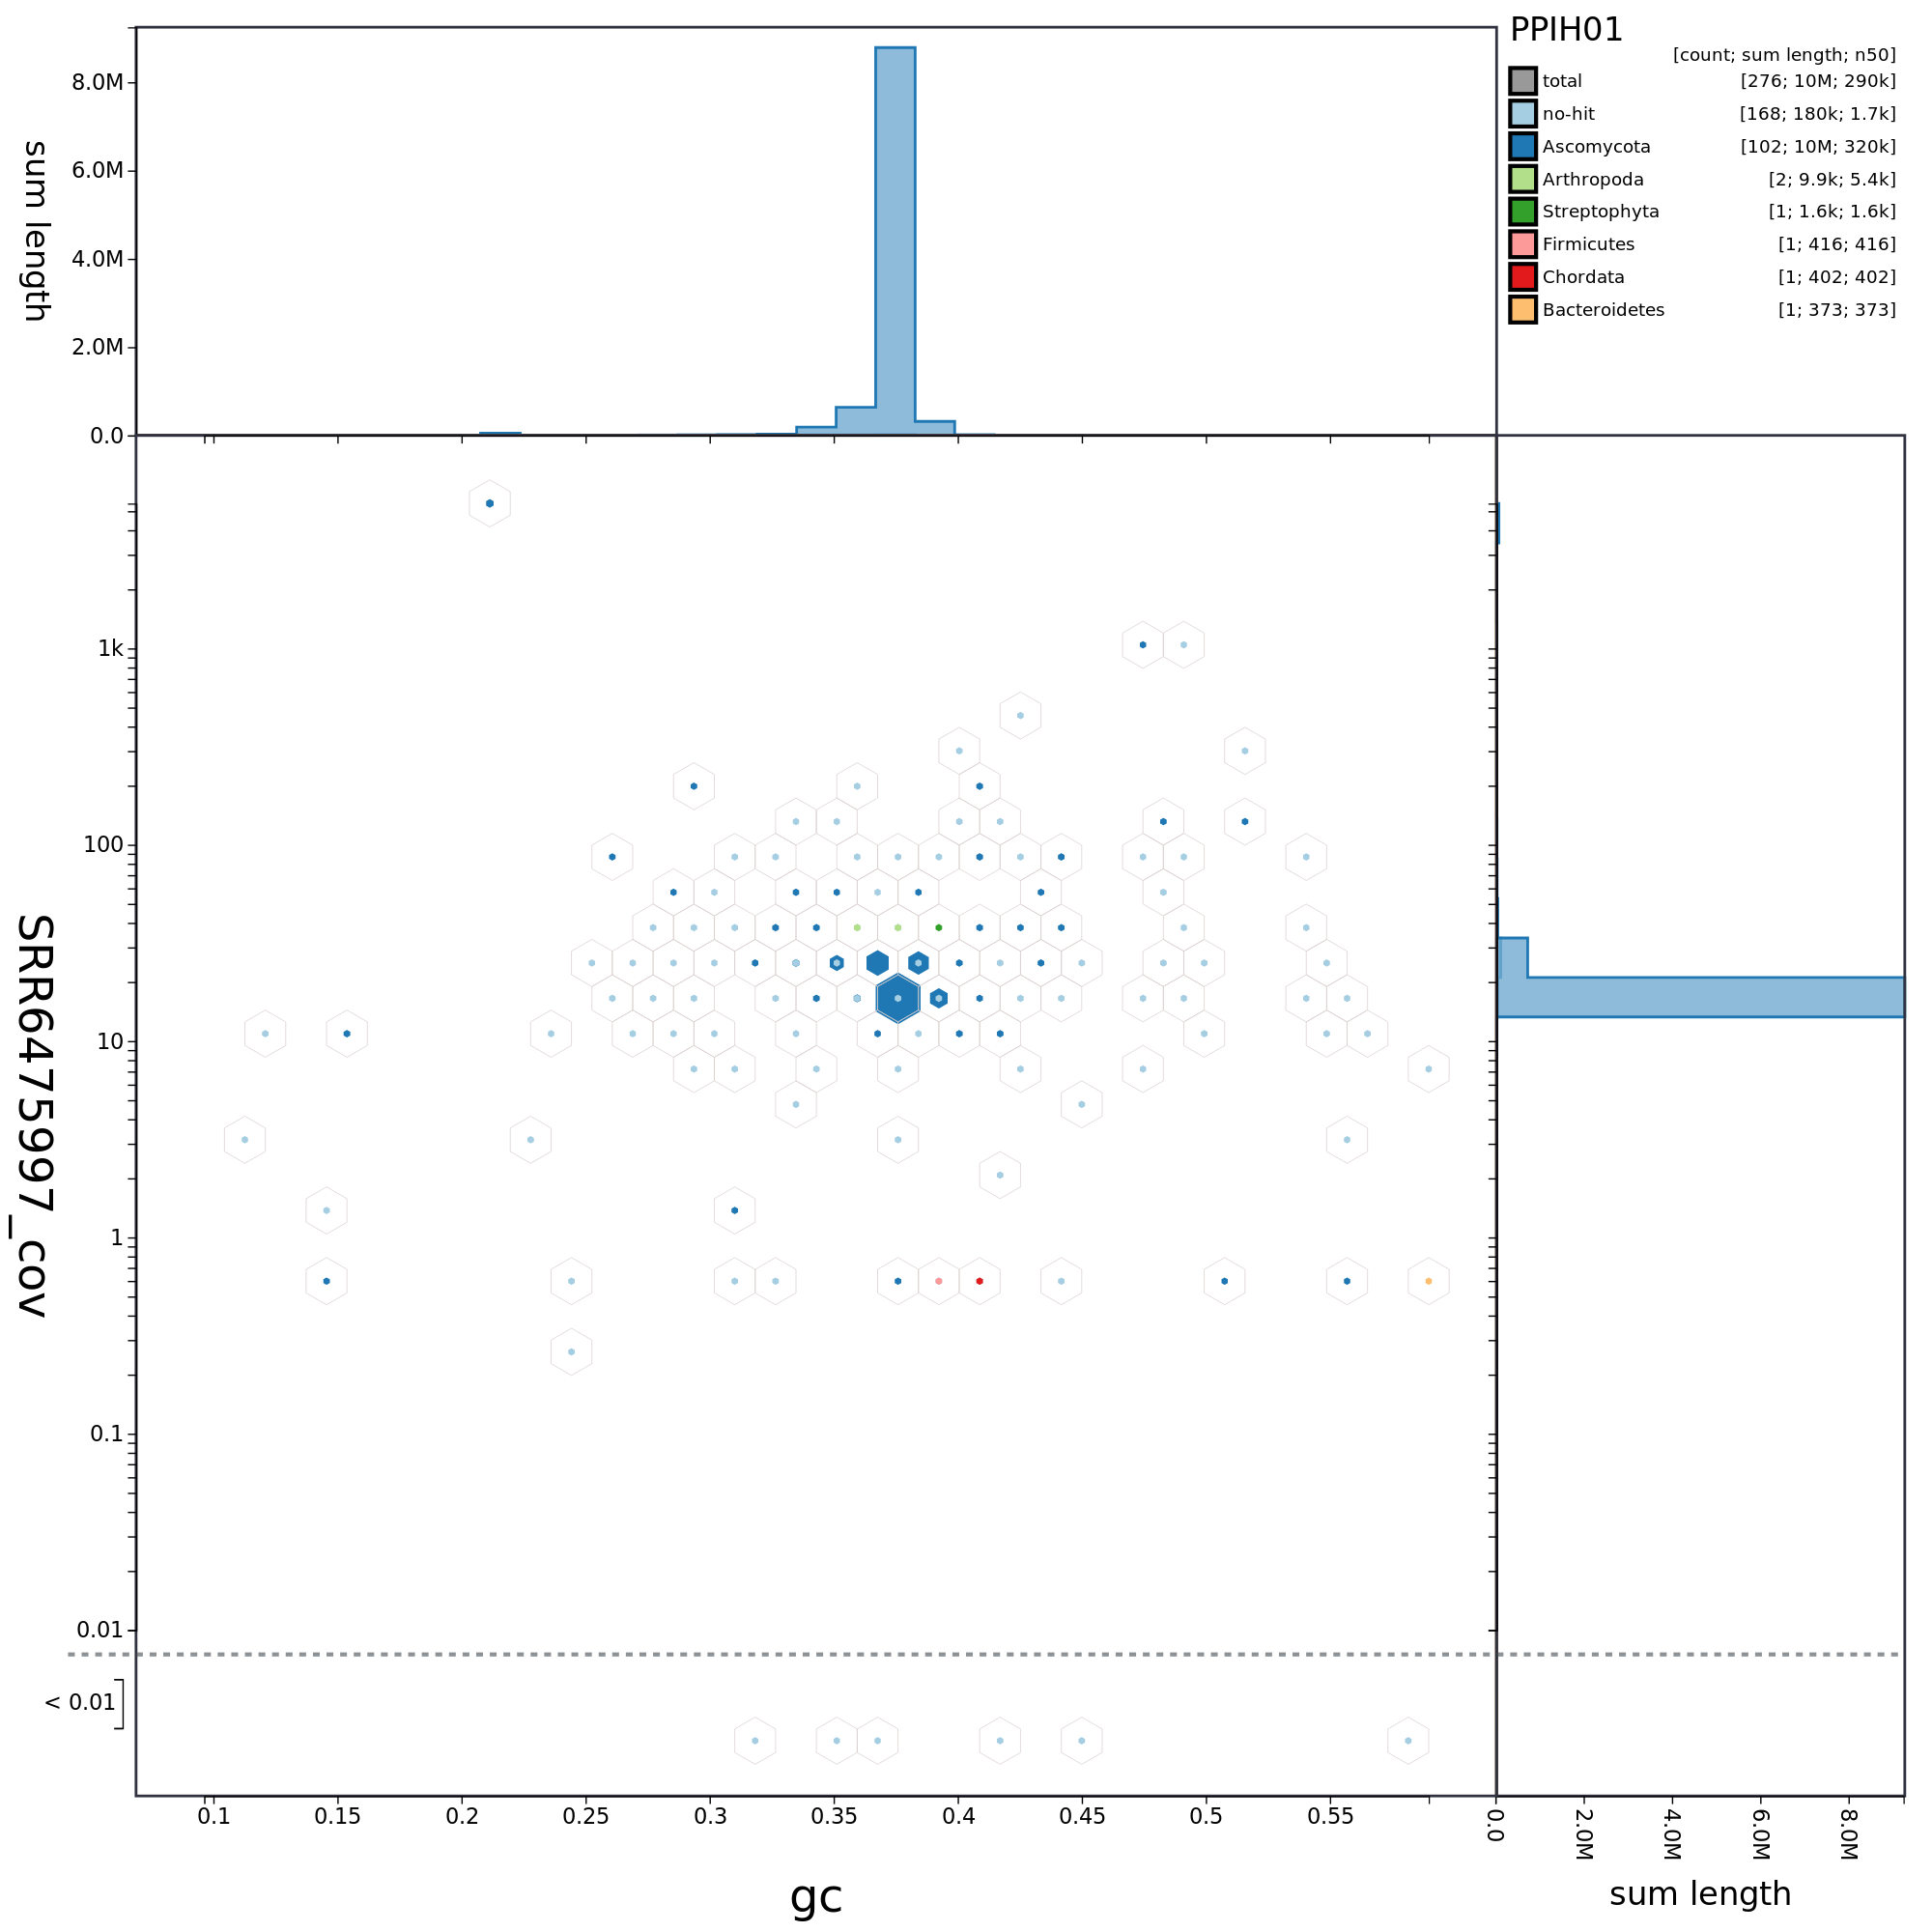 PPIH01
[count; sum length; n50]
total [276; 10M; 290k]
no-hit [168; 180k; 1.7k]
Ascomycota [102; 10M; 320k]
Arthropoda [2; 9.9k; 5.4k]
Streptophyta [1; 1.6k; 1.6k]
Firmicutes [1; 416; 416]
Chordata [1; 402; 402]
Bacteroidetes [1; 373; 373]
sum length
8.0M
6.0M
4.0M
2.0M
0.0
SRR6475997_cov
1k
100
10
1
0.1
0.01
< 0.01
0.1 0.15 0.2 0.25 0.3 0.35 0.4 0.45 0.5 0.55
gc
0.0 2.0M 4.0M 6.0M 8.0M
sum length